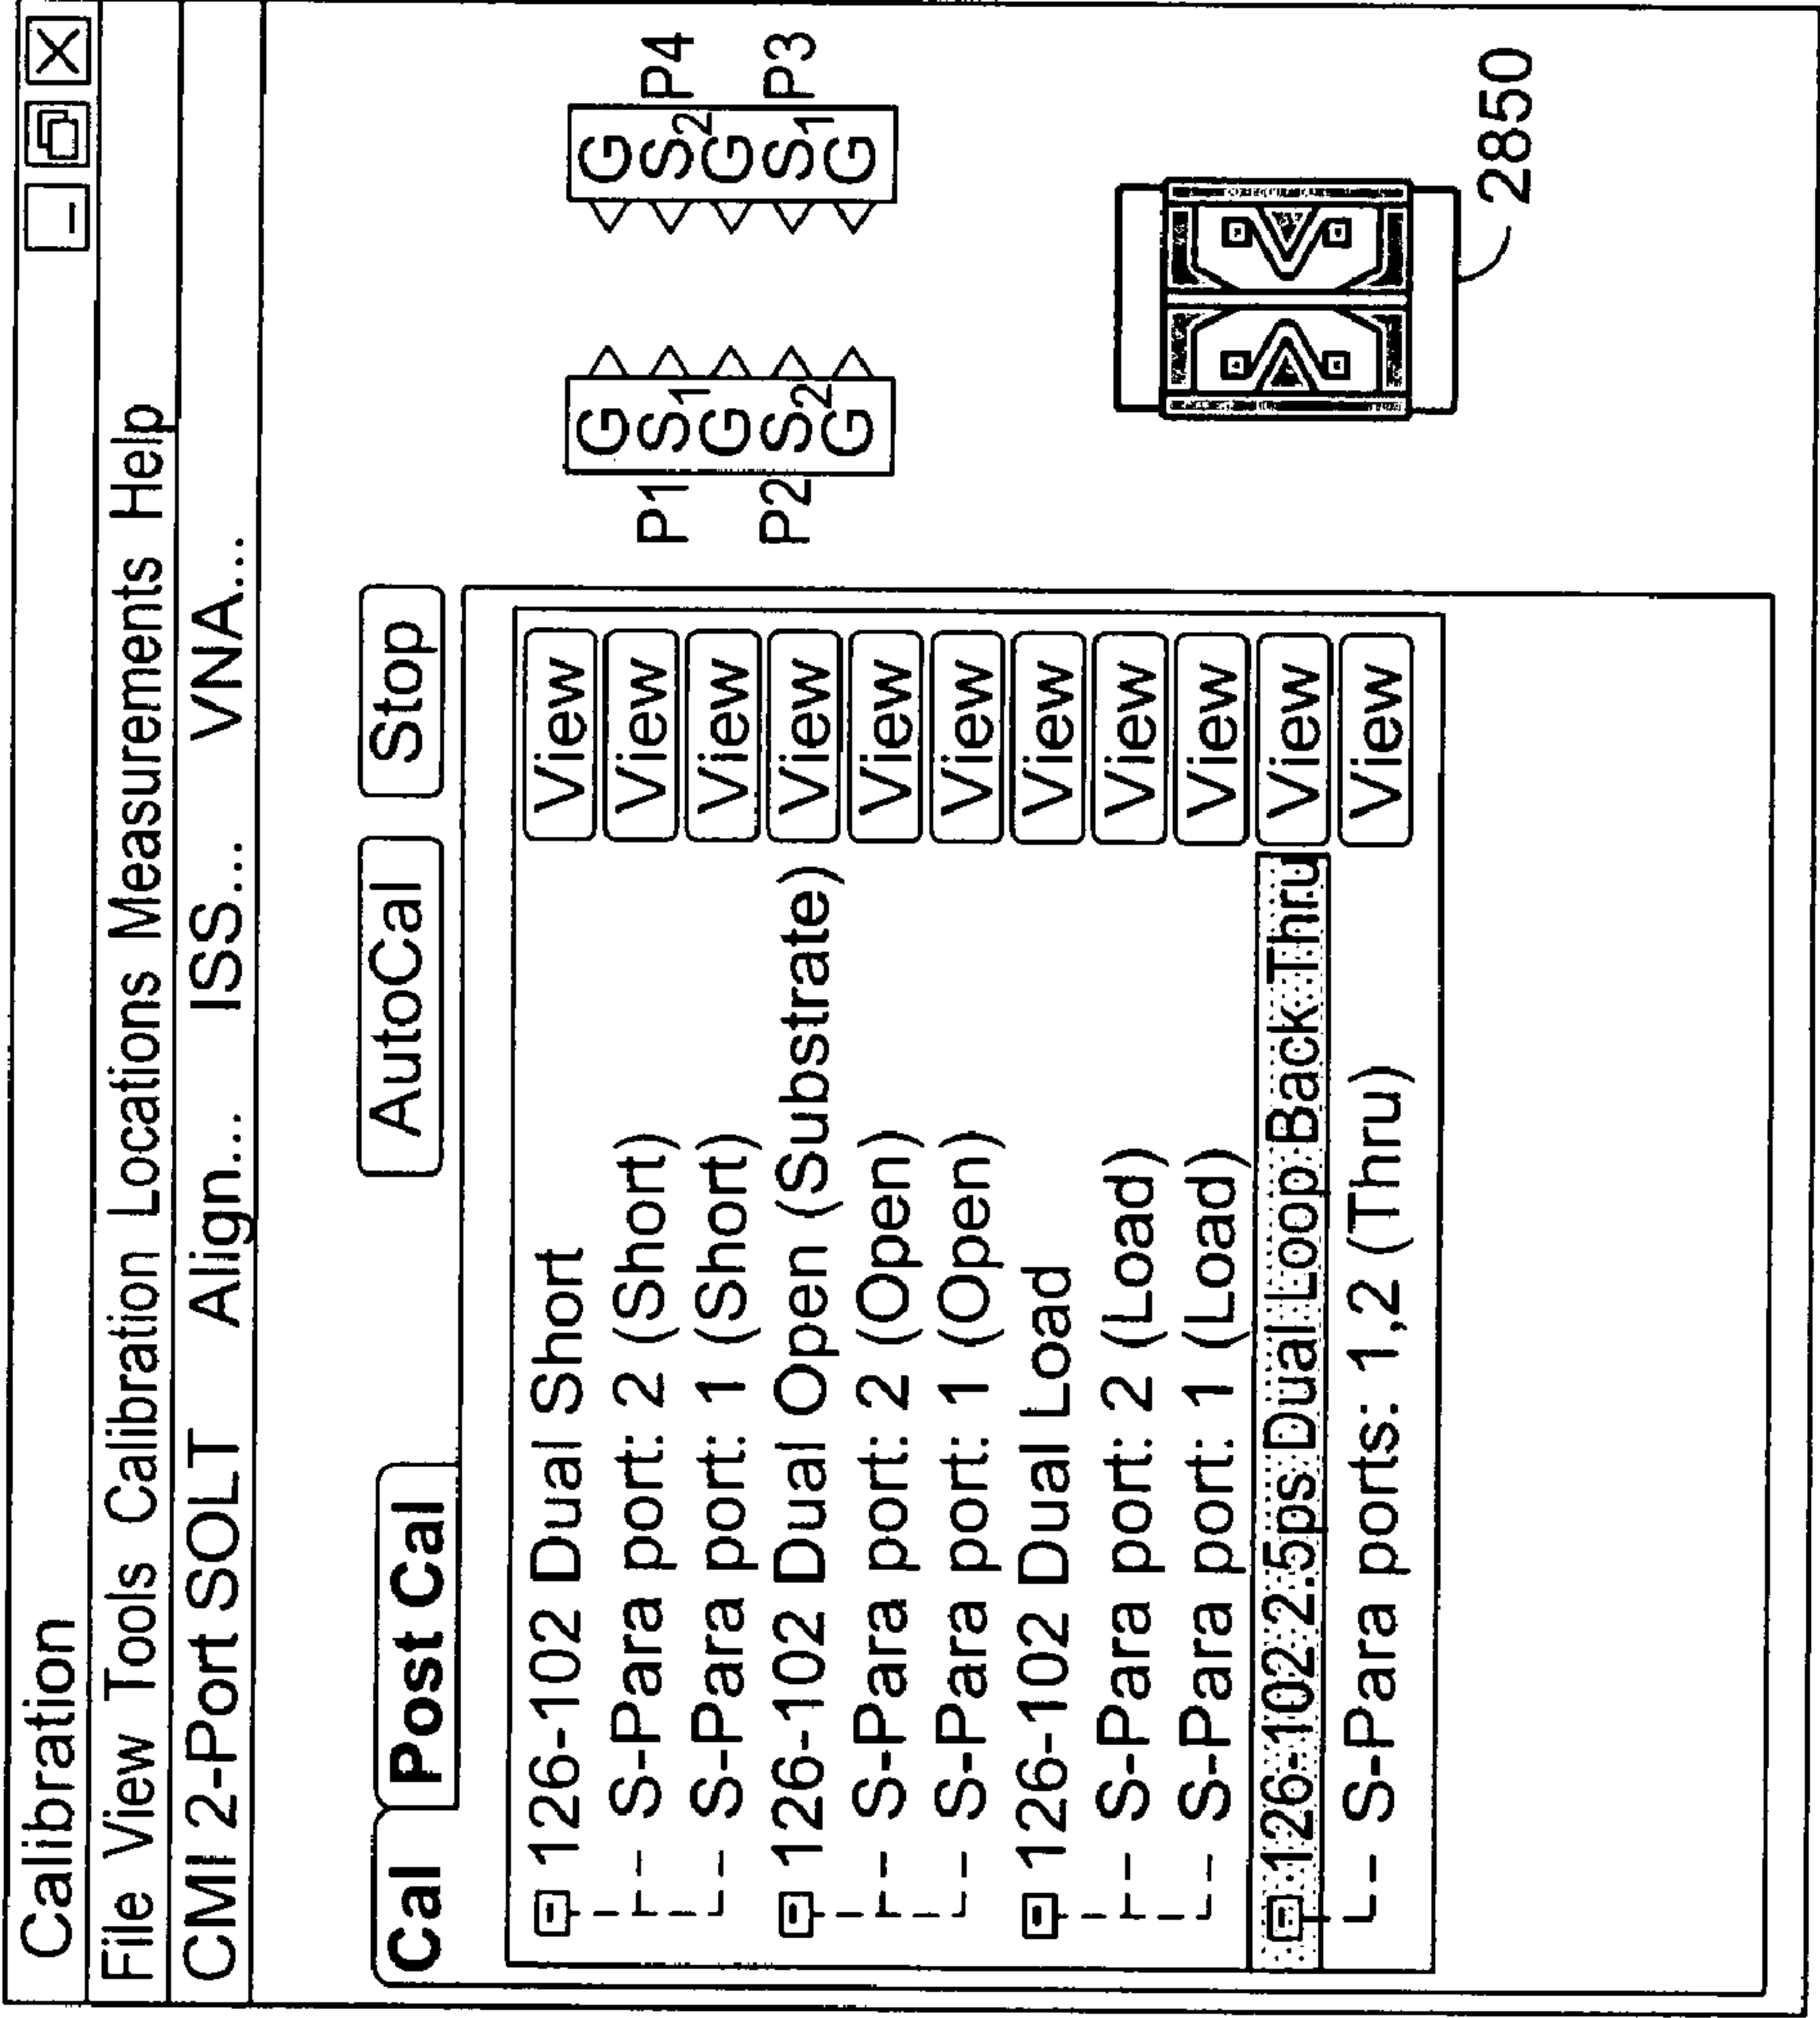 Calibration
File View Tools Calibration Locations Measurements Help
CMI 2-Port SOLT Align... ISS... VNA...
AutoCal Stop
Cal Post Cal
126-102 Dual Short View
S-Para port: 2 (Short) View
S-Para port: 1 (Short) View
126-102 Dual Open (Substrate) View
S-Para port: 2 (Open) View
S-Para port: 1 (Open) View
126-102 Dual Load View
S-Para port: 2 (Load) View
S-Para port: 1 (Load) View
126-102 2.5ps Dual Loop Back Thru View
S-Para ports: 1,2 (Thru) View
G G
P1 S1 S2 P4
G G
P2 S2 S1 P3
G G
2850